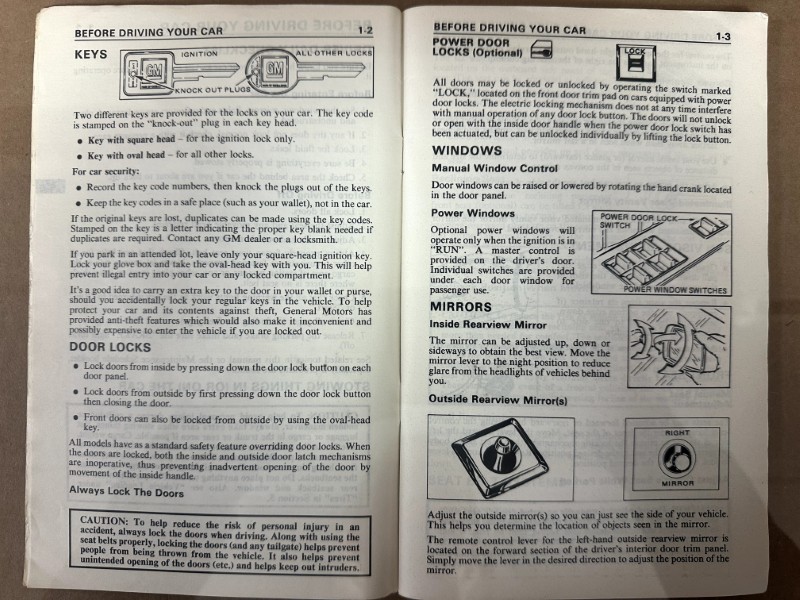 BEFORE DRIVING YOUR CAR 1-2
KEYS
IGNITION ALL OTHER LOCKS
GM GM
KNOCK OUT PLUGS
Two different keys are provided for the locks on your car. The key code
is stamped on the "knock-out" plug in each key head.
• Key with square head – for the ignition lock only.
• Key with oval head – for all other locks.
For car security:
• Record the key code numbers, then knock the plugs out of the keys.
• Keep the key codes in a safe place (such as your wallet), not in the car.
If the original keys are lost, duplicates can be made using the key codes.
Stamped on the key is a letter indicating the proper key blank needed if
duplicates are required. Contact any GM dealer or a locksmith.
If you park in an attended lot, leave only your square-head ignition key.
Lock your glove box and take the oval-head key with you. This will help
prevent illegal entry into your car or any locked compartment.
It's a good idea to carry an extra key to the door in your wallet or purse,
should you accidentally lock your regular keys in the vehicle. To help
protect your car and its contents against theft, General Motors has
provided anti-theft features which would also make it inconvenient and
possibly expensive to enter the vehicle if you are locked out.
DOOR LOCKS
• Lock doors from inside by pressing down the door lock button on each
door panel.
• Lock doors from outside by first pressing down the door lock button
then closing the door.
• Front doors can also be locked from outside by using the oval-head
key.
All models have as a standard safety feature overriding door locks. When
the doors are locked, both the inside and outside door latch mechanisms
are inoperative, thus preventing inadvertent opening of the door by
movement of the inside handle.
Always Lock The Doors
CAUTION: To help reduce the risk of personal injury in an
accident, always lock the doors when driving. Along with using the
seat belts properly, locking the doors (and any tailgate) helps prevent
people from being thrown from the vehicle. It also helps prevent
unintended opening of the doors (etc.) and helps keep out intruders.
BEFORE DRIVING YOUR CAR 1-3
POWER DOOR
LOCKS (Optional)
LOCK
All doors may be locked or unlocked by operating the switch marked
"LOCK," located on the front door trim pad on cars equipped with power
door locks. The electric locking mechanism does not at any time interfere
with manual operation of any door lock button. The doors will not unlock
or open with the inside door handle when the power door lock switch has
been actuated, but can be unlocked individually by lifting the lock button.
WINDOWS
Manual Window Control
Door windows can be raised or lowered by rotating the hand crank located
in the door panel.
Power Windows
Optional power windows will
operate only when the ignition is in
"RUN". A master control is
provided on the driver's door.
Individual switches are provided
under each door window for
passenger use.
POWER DOOR LOCK
SWITCH
POWER WINDOW SWITCHES
MIRRORS
Inside Rearview Mirror
The mirror can be adjusted up, down or
sideways to obtain the best view. Move the
mirror lever to the night position to reduce
glare from the headlights of vehicles behind
you.
Outside Rearview Mirror(s)
RIGHT
MIRROR
Adjust the outside mirror(s) so you can just see the side of your vehicle.
This helps you determine the location of objects seen in the mirror.
The remote control lever for the left-hand outside rearview mirror is
located on the forward section of the driver's interior door trim panel.
Simply move the lever in the desired direction to adjust the position of the
mirror.